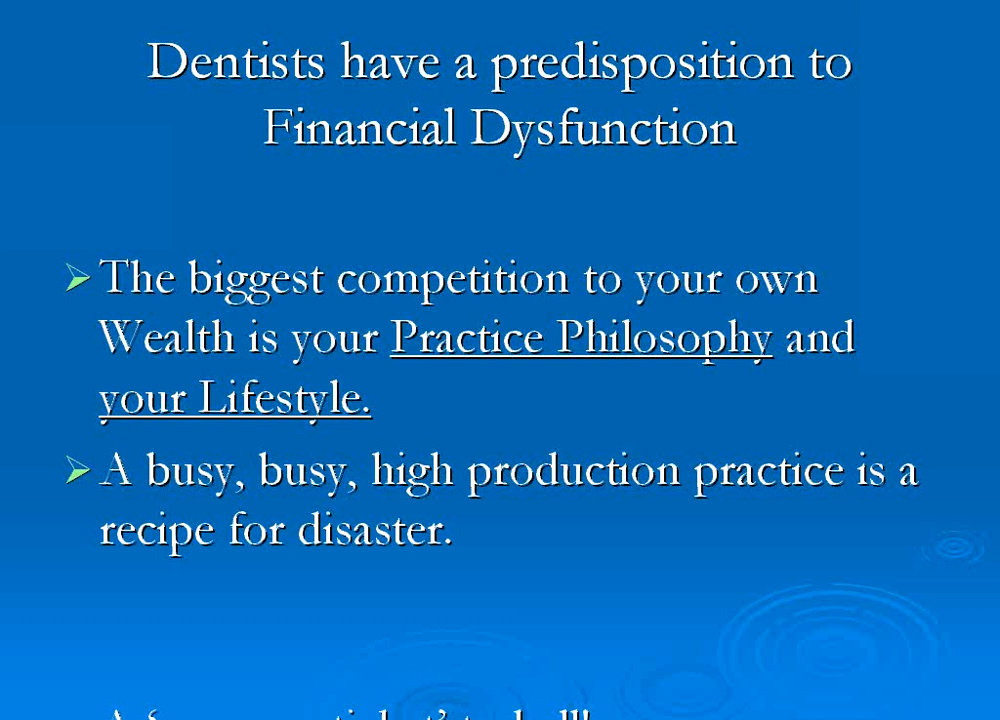 Dentists have a predisposition to
Financial Dysfunction
The biggest competition to your own
Wealth is your Practice Philosophy and
your Lifestyle.
A busy, busy, high production practice is a
recipe for disaster.